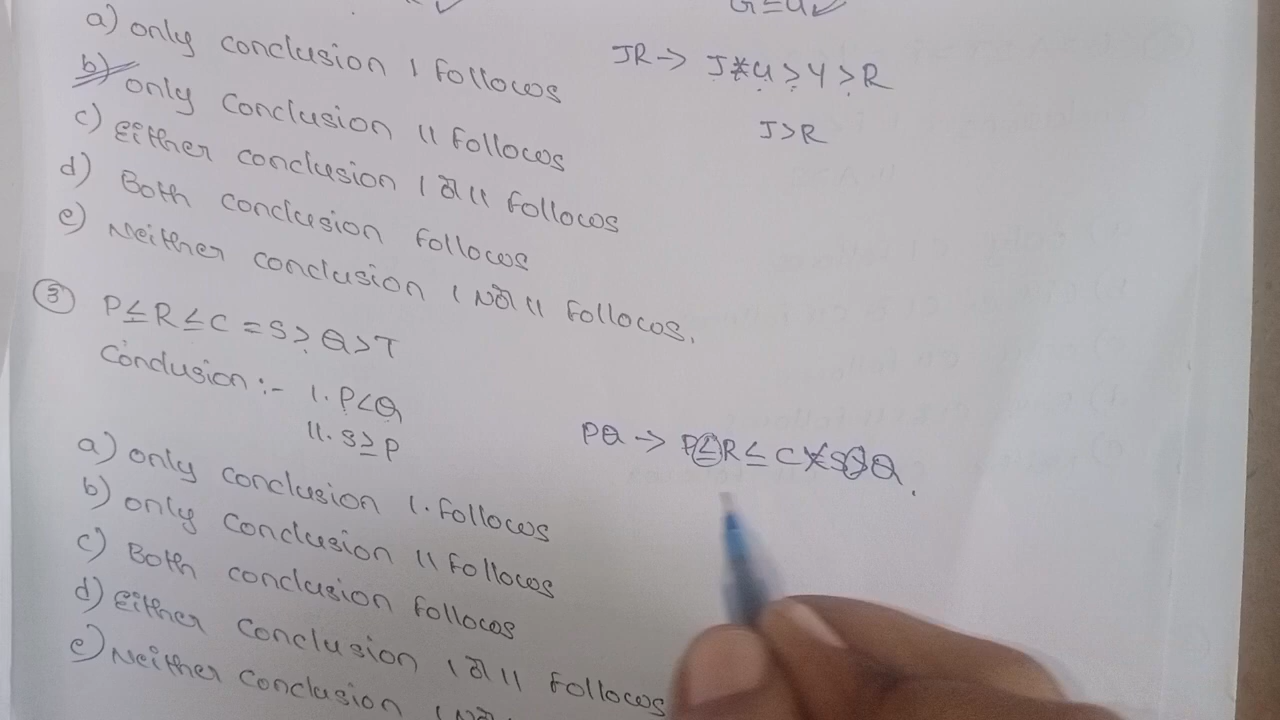 G=U
a) only conclusion I Follows
b) only conclusion II Follows
c) Either conclusion I or II Follows
d) Both conclusion Follows
e) Neither conclusion I nor II Follows.
JR → J*U>Y>R
J>R
③ P≤R≤C=S>Q>T
Conclusion :- I. P<Q
II. S≥P
a) only conclusion I. Follows
b) only conclusion II Follows
c) Both conclusion Follows
d) Either conclusion I or II Follows
e) Neither conclusion
PQ → P≤R≤C=S>Q.